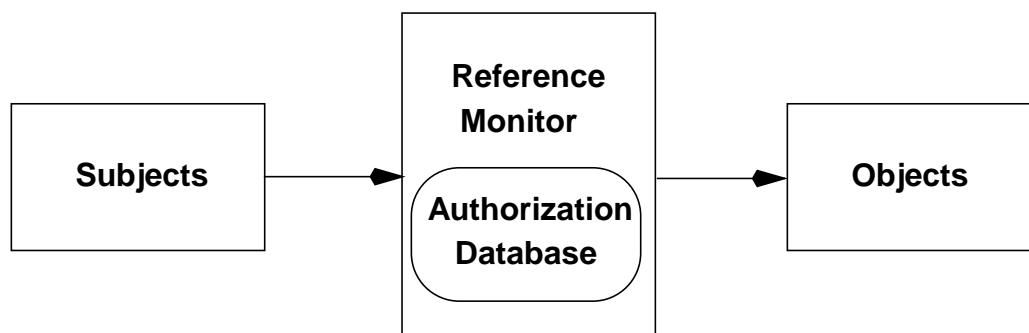 Subjects
Reference
Monitor
Authorization
Database
Objects